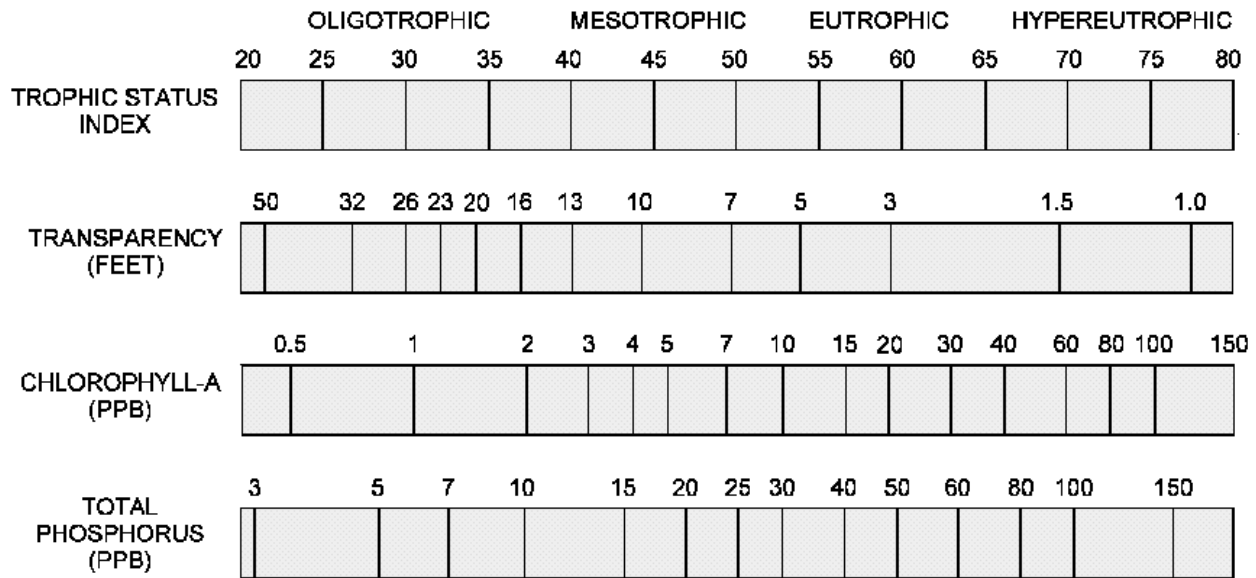 OLIGOTROPHIC MESOTROPHIC EUTROPHIC HYPEREUTROPHIC
20 25 30 35 40 45 50 55 60 65 70 75 80
TROPHIC STATUS
INDEX
50 32 26 23 20 16 13 10 7 5 3 1.5 1.0
TRANSPARENCY
(FEET)
0.5 1 2 3 4 5 7 10 15 20 30 40 60 80 100 150
CHLOROPHYLL-A
(PPB)
3 5 7 10 15 20 25 30 40 50 60 80 100 150
TOTAL
PHOSPHORUS
(PPB)